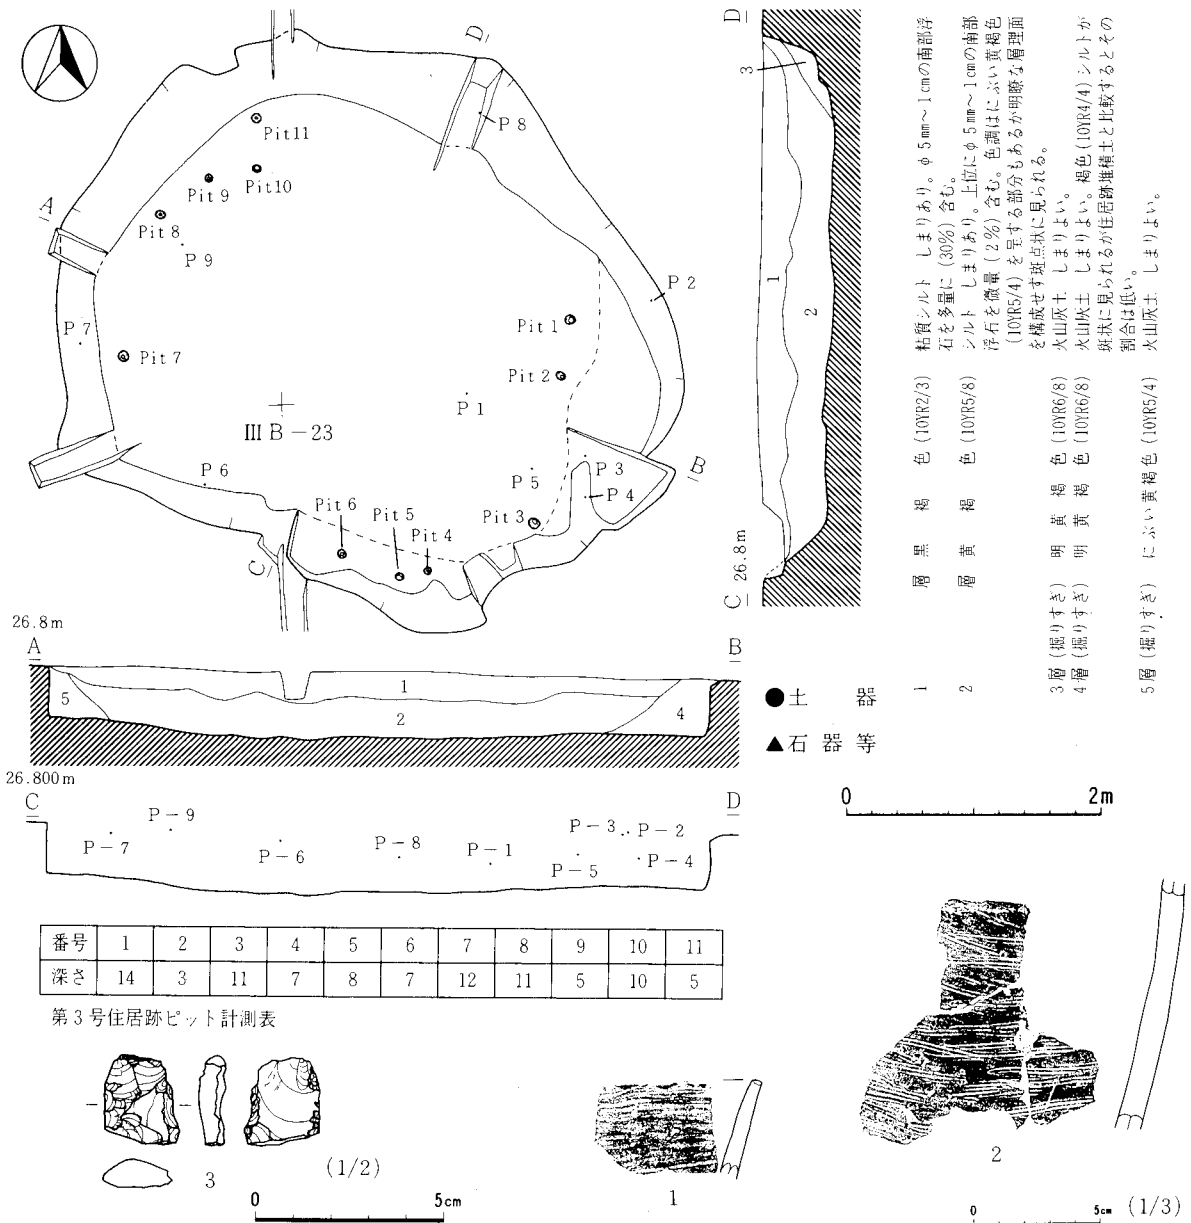 D
3
P 8
Pit11
Pit10
Pit 9
Pit 8
A
P 9
P 2
P 7
Pit 1
Pit 7
Pit 2
P 1
ⅢB－23
B
P 6
P 3
P 5
P 4
Pit 6
Pit 5
Pit 4
Pit 3
C
D
3
1
2
C 26.8m
1 層 黒 褐 色 (10YR2/3) 粘質シルト しまりあり。φ5mm～1cmの南部浮
石を多量に (30%) 含む。
2 層 黄 褐 色 (10YR5/8) シルト しまりあり。上位にφ5mm～1cmの南部
浮石を微量 (2%) 含む。色調はにぶい黄褐色
(10YR5/4) を呈する部分もあるが明瞭な層理面
を構成せず斑点状に見られる。
3層 (掘りすぎ) 明 黄 褐 色 (10YR6/8) 火山灰土 しまりよい。
4層 (掘りすぎ) 明 黄 褐 色 (10YR6/8) 火山灰土 しまりよい。褐色 (10YR4/4) シルトが
斑状に見られるが住居跡堆積土と比較するとその
割合は低い。
5層 (掘りすぎ) にぶい黄褐色 (10YR5/4) 火山灰土 しまりよい。
26.8m
A
B
1
5
2
4
●土 器
▲石 器 等
26.800m
C
D
P－9
P－7
P－6
P－8
P－1
P－3
P－2
P－5
P－4
0 2m
番号 1 2 3 4 5 6 7 8 9 10 11
深さ 14 3 11 7 8 7 12 11 5 10 5
第3号住居跡ピット計測表
3
(1/2)
0 5cm
1
2
0 5cm (1/3)